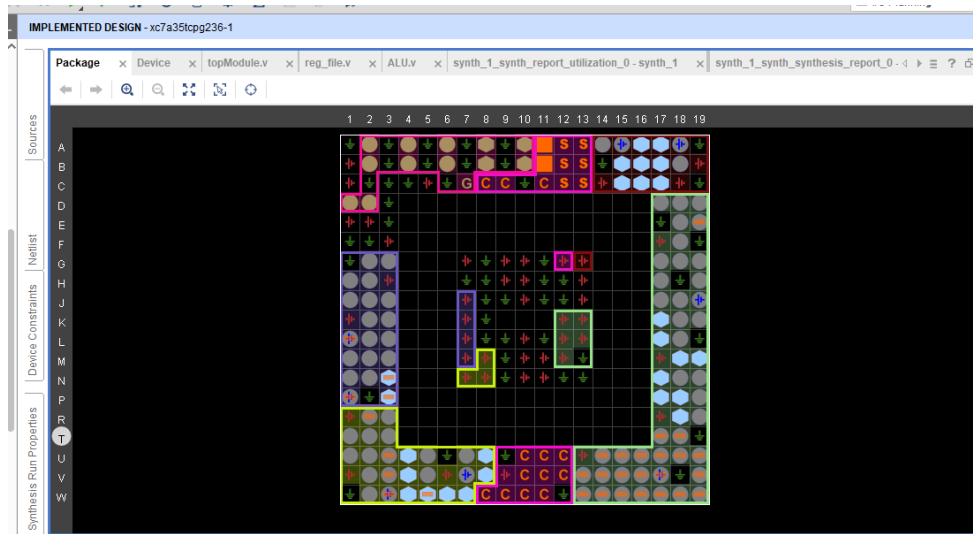 IMPLEMENTED DESIGN - xc7a35tcpg236-1
Package × Device × topModule.v × reg_file.v × ALU.v × synth_1_synth_report_utilization_0 - synth_1 × synth_1_synth_synthesis_report_0 -
1 2 3 4 5 6 7 8 9 10 11 12 13 14 15 16 17 18 19
A S S
B S S
C G C C C S S
D
E
F
G
H
J
K
L
M
N
P
R
T
U C C C
V C C C
W C C C C
Sources
Netlist
Device Constraints
Synthesis Run Properties